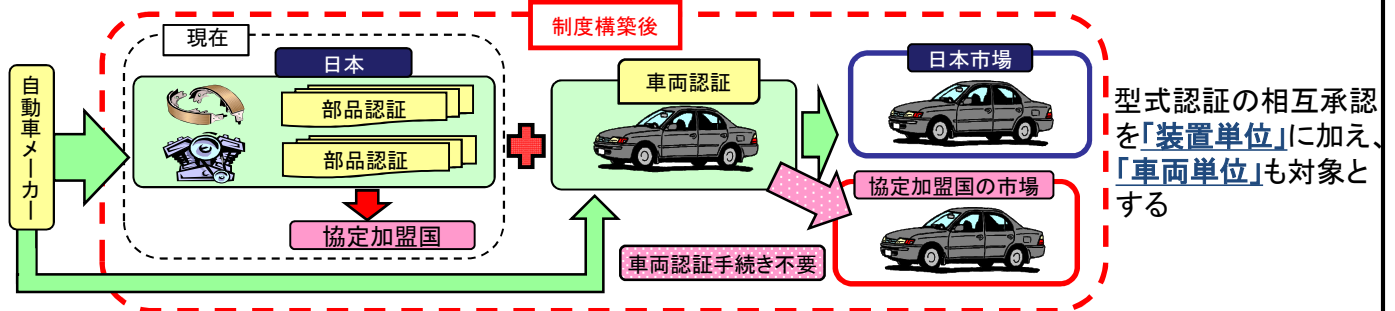 制度構築後
現在
日本
部品認証
部品認証
協定加盟国
自動車メーカー
車両認証
日本市場
協定加盟国の市場
車両認証手続き不要
型式認証の相互承認
を「装置単位」に加え、
「車両単位」も対象と
する